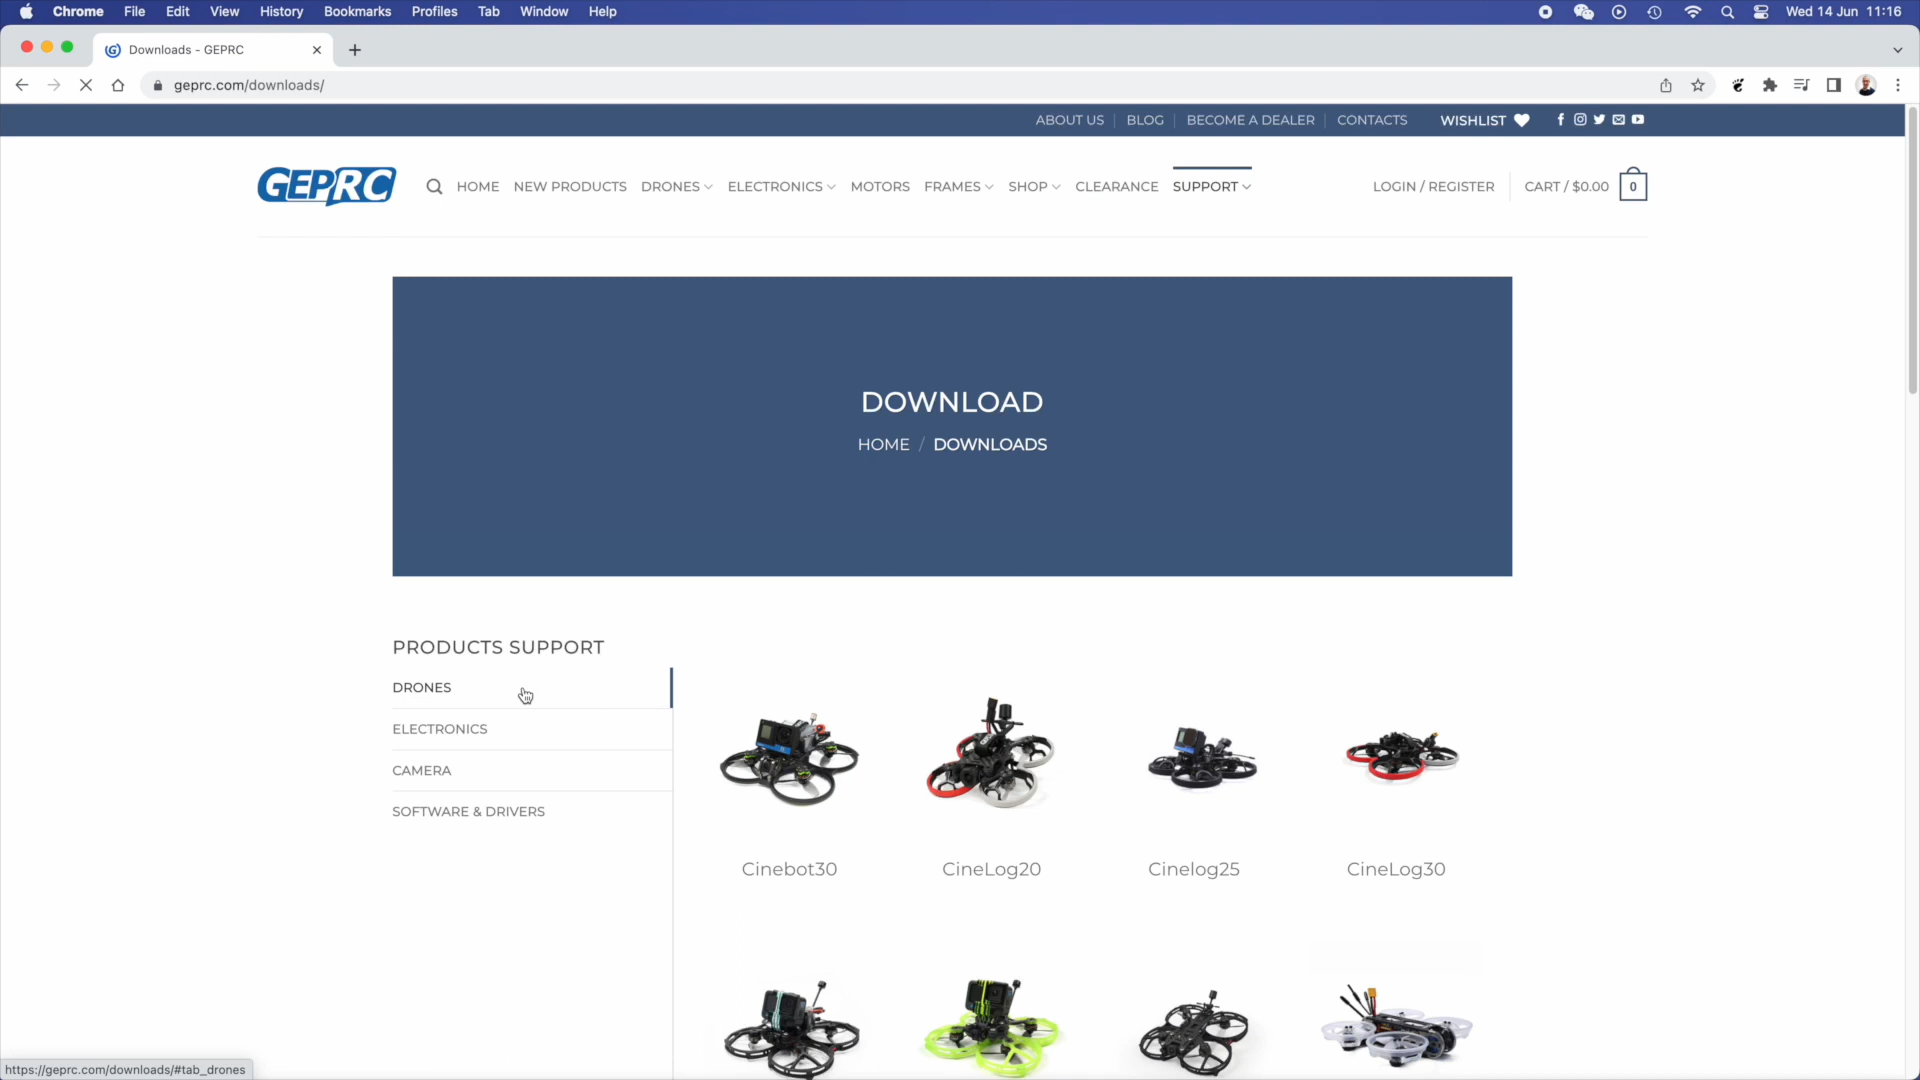 Chrome File Edit View History Bookmarks Profiles Tab Window Help Wed 14 Jun 11:16
Downloads - GEPRC
geprc.com/downloads/
ABOUT US BLOG BECOME A DEALER CONTACTS WISHLIST
GEPRC HOME NEW PRODUCTS DRONES ELECTRONICS MOTORS FRAMES SHOP CLEARANCE SUPPORT LOGIN / REGISTER CART / $0.00 0
DOWNLOAD
HOME / DOWNLOADS
PRODUCTS SUPPORT
DRONES
ELECTRONICS
CAMERA
SOFTWARE & DRIVERS
Cinebot30 CineLog20 Cinelog25 CineLog30
https://geprc.com/downloads/#tab_drones